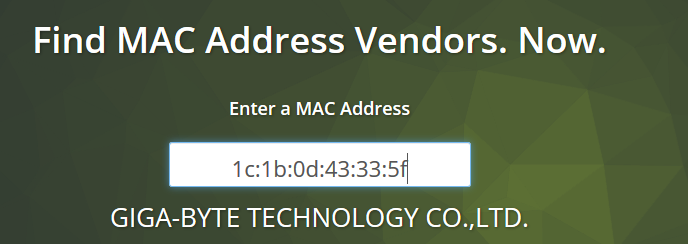 Find MAC Address Vendors. Now.
Enter a MAC Address
1c:1b:0d:43:33:5f
GIGA-BYTE TECHNOLOGY CO.,LTD.